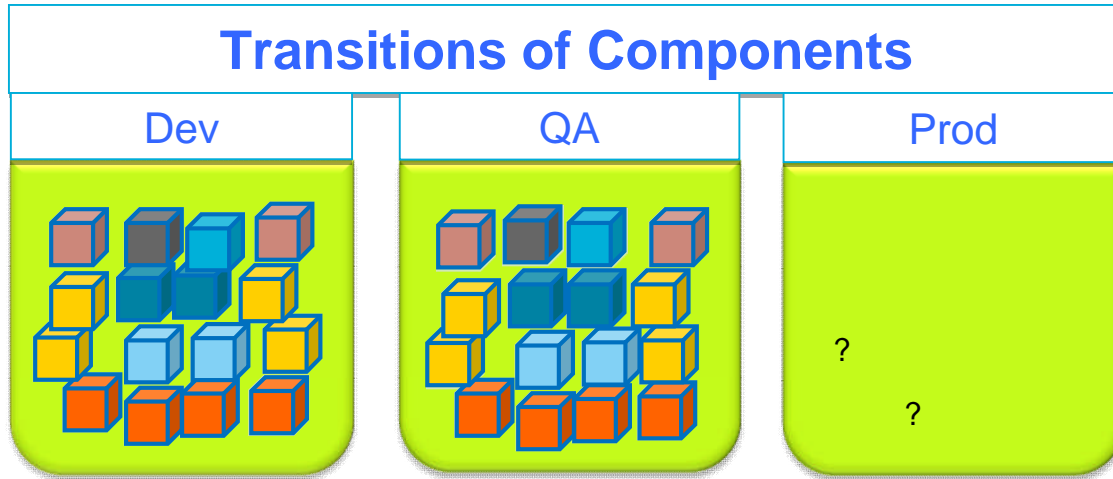 Transitions of Components
Dev
QA
Prod
?
?